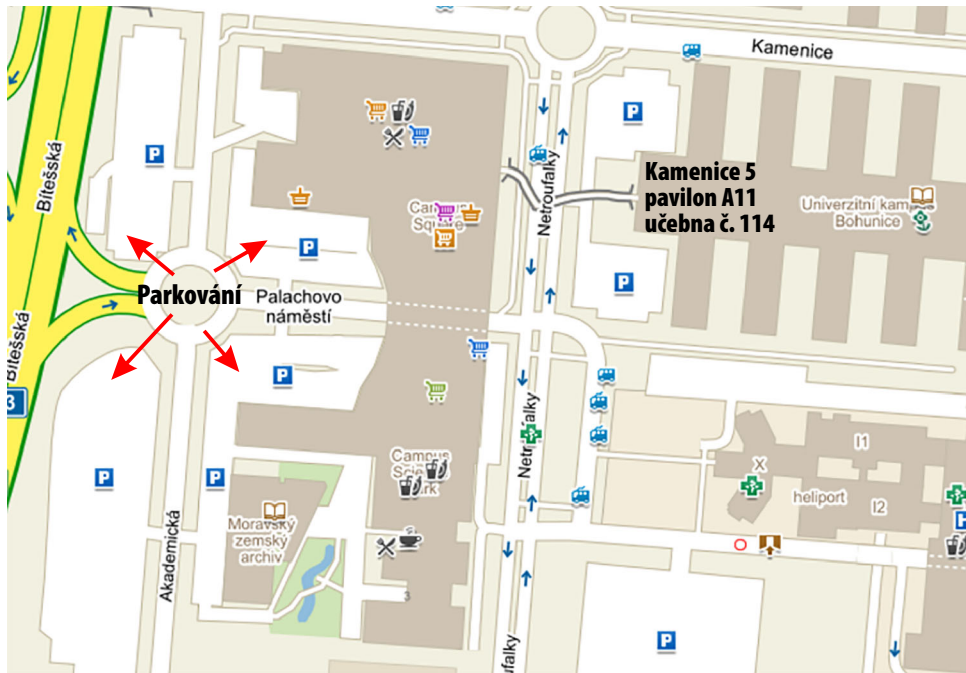 Kamenice
P
P
Bítešská
Netroufalky
Kamenice 5
pavilon A11
učebna č. 114
Campus
Square
Univerzitní kampus
Bohunice
P
P
Parkování
Palachovo
náměstí
Bítešská
P
3
Netroufalky
P
P
Campus
Science
Park
X
I1
heliport
I2
H
Moravský
zemský
archiv
Akademická
3
P